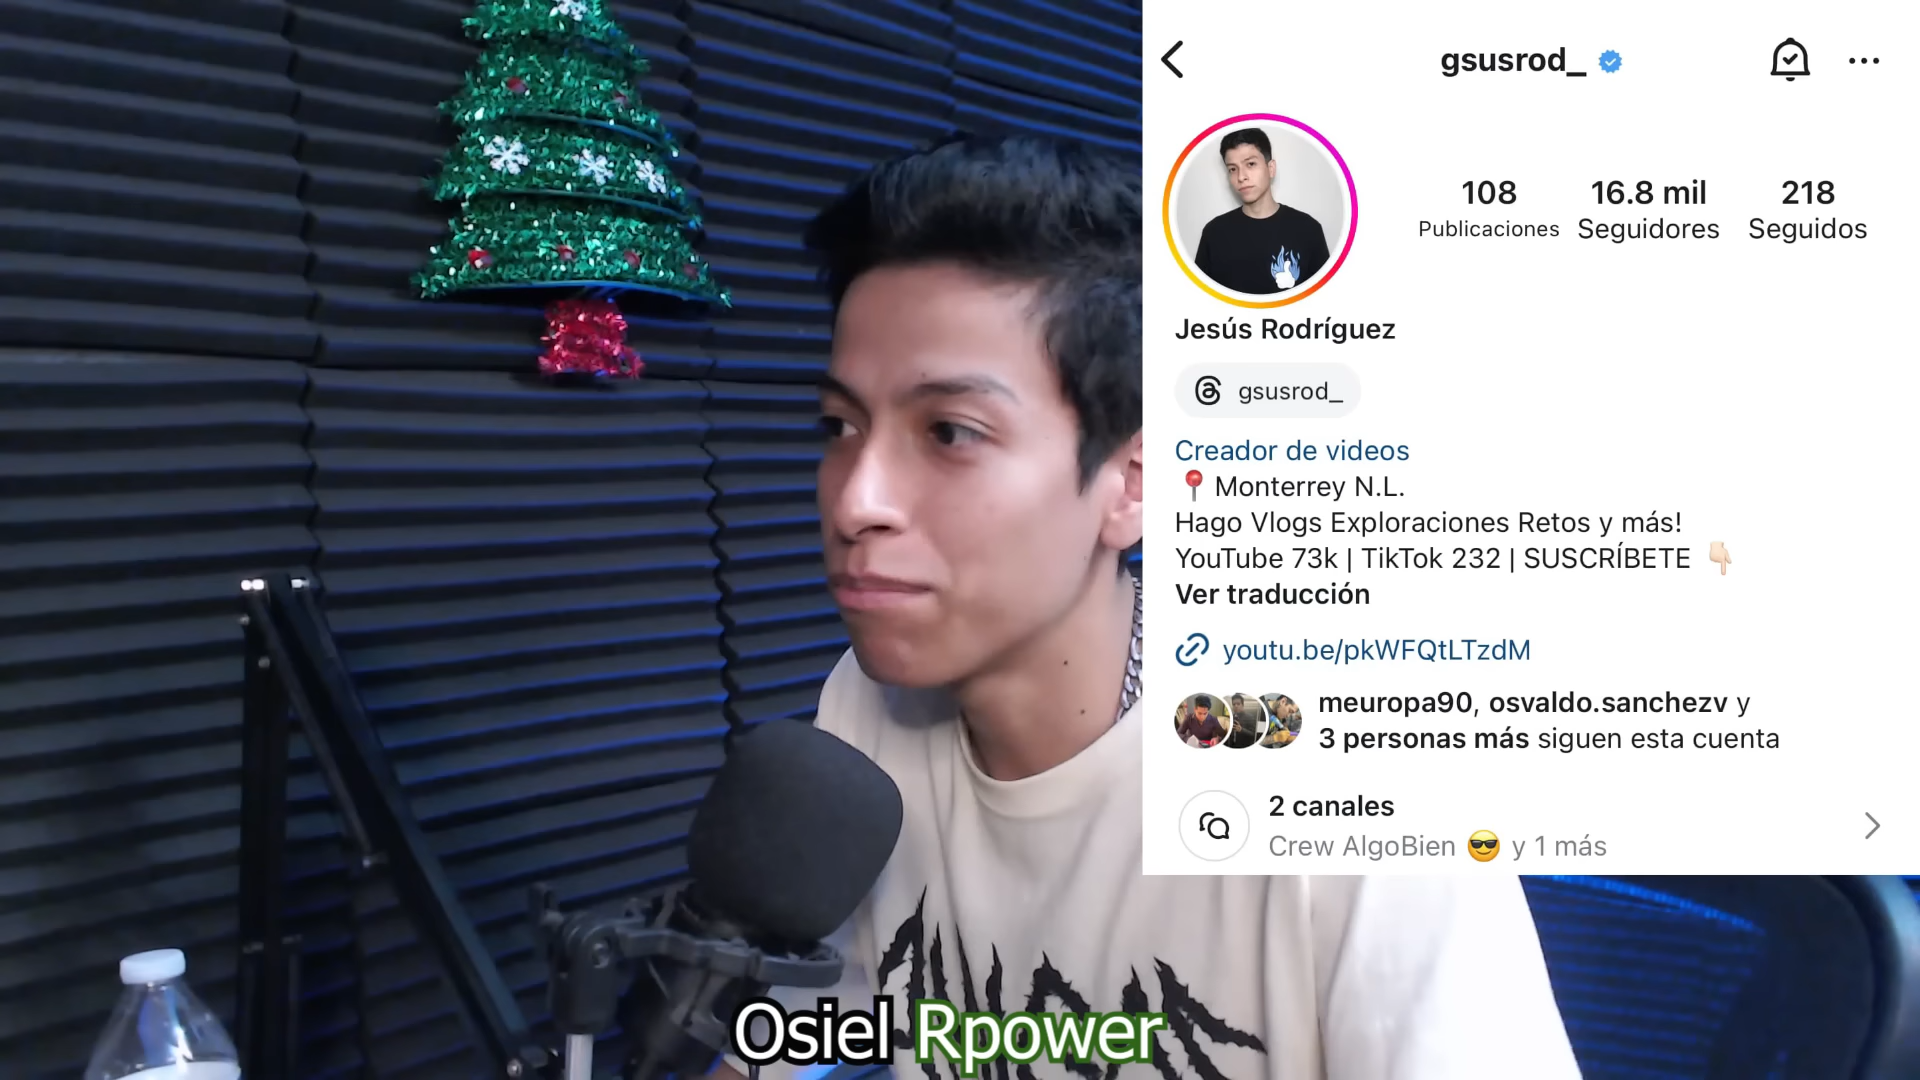 gsusrod_
108
Publicaciones
16.8 mil
Seguidores
218
Seguidos
Jesús Rodríguez
gsusrod_
Creador de videos
📍 Monterrey N.L.
Hago Vlogs Exploraciones Retos y más!
YouTube 73k | TikTok 232 | SUSCRÍBETE 👇🏻
Ver traducción
youtu.be/pkWFQtLTzdM
meuropa90, osvaldo.sanchezv y
3 personas más siguen esta cuenta
2 canales
Crew AlgoBien 😎 y 1 más
Osiel Rpower